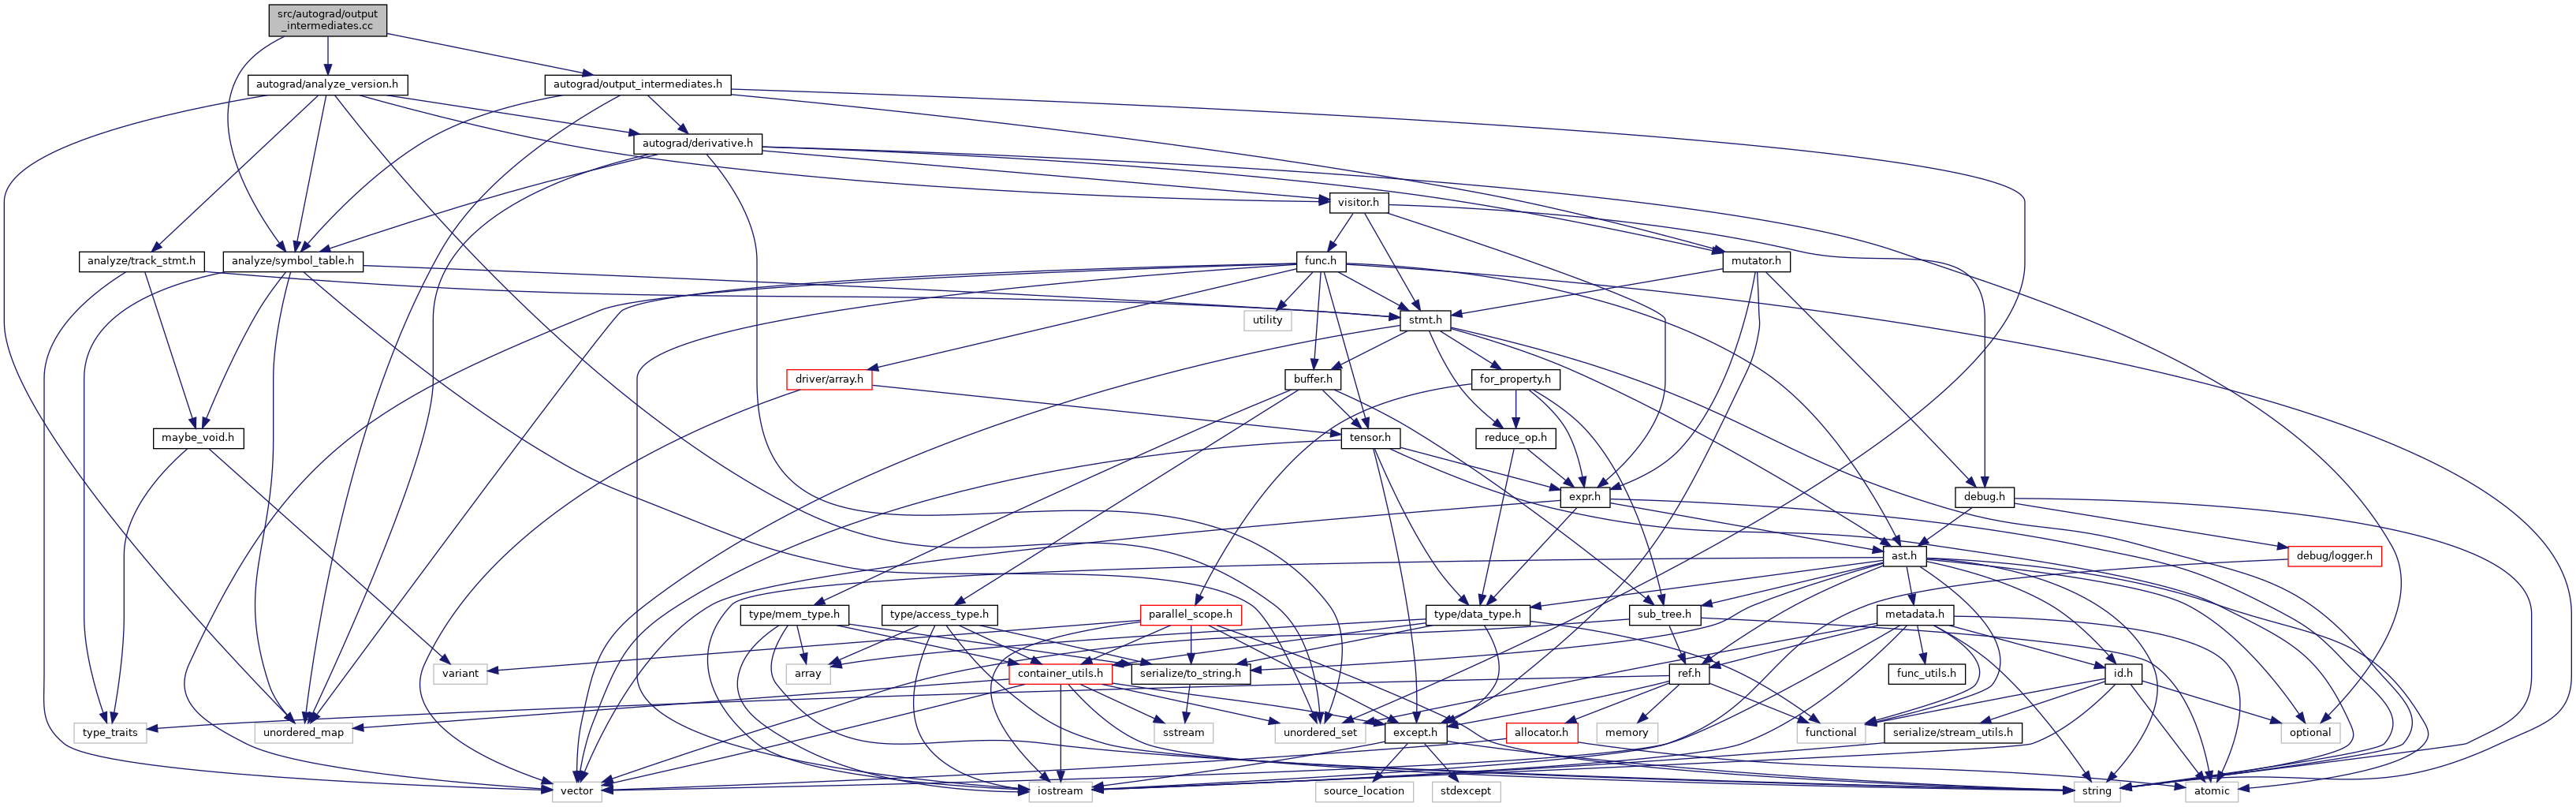 src/autograd/output
_intermediates.cc
autograd/analyze_version.h
autograd/output_intermediates.h
autograd/derivative.h
visitor.h
analyze/track_stmt.h
analyze/symbol_table.h
func.h
mutator.h
utility
stmt.h
driver/array.h
buffer.h
for_property.h
maybe_void.h
tensor.h
reduce_op.h
expr.h
debug.h
ast.h
debug/logger.h
type/mem_type.h
type/access_type.h
parallel_scope.h
type/data_type.h
sub_tree.h
metadata.h
variant
array
container_utils.h
serialize/to_string.h
ref.h
func_utils.h
id.h
type_traits
unordered_map
sstream
unordered_set
except.h
allocator.h
memory
functional
serialize/stream_utils.h
optional
vector
iostream
source_location
stdexcept
string
atomic